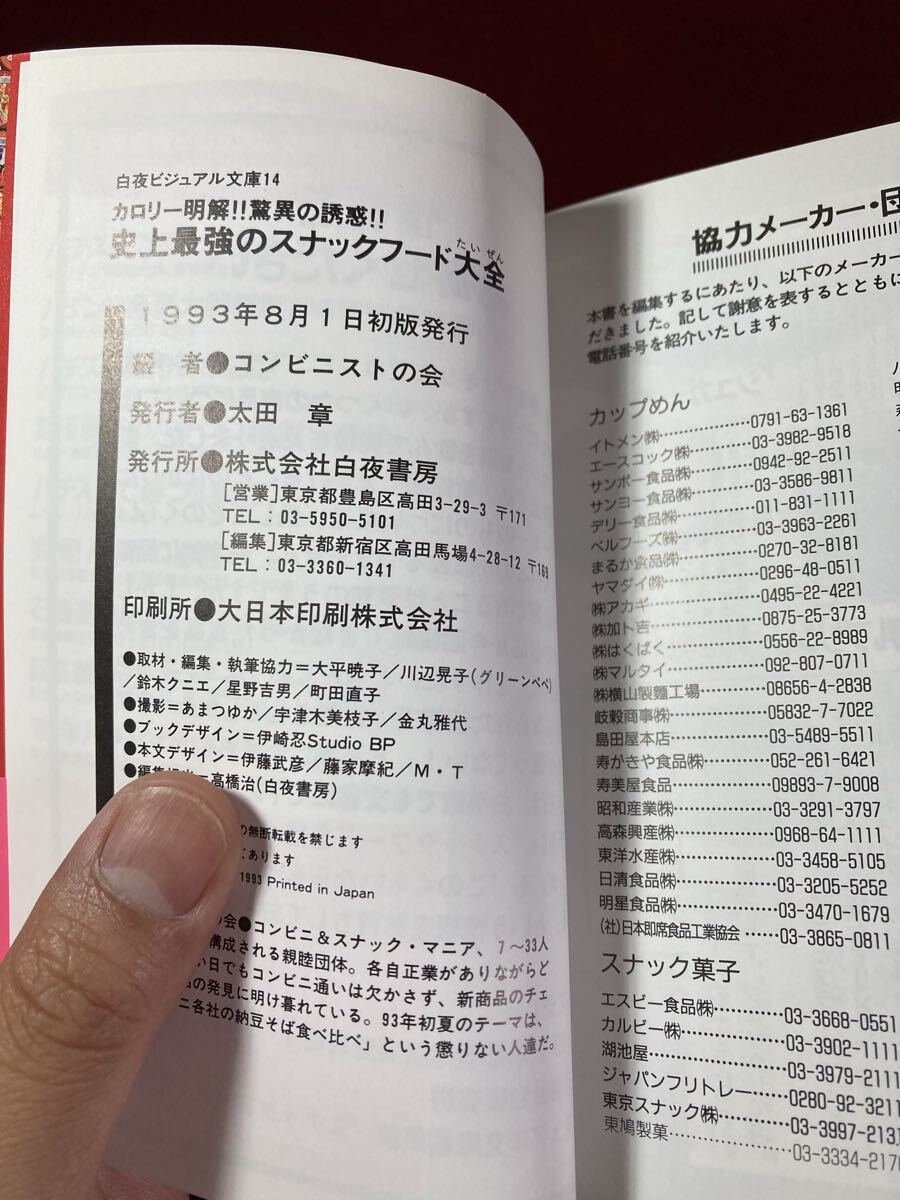 白夜ビジュアル文庫14
カロリー明解!!驚異の誘惑!!
たいぜん
史上最強のスナックフード大全
1993年8月1日初版発行
者●コンビニストの会
発行者●太田 章
発行所●株式会社白夜書房
[営業]東京都豊島区高田3-29-3 〒171
TEL:03-5950-5101
[編集]東京都新宿区高田馬場4-28-12 〒169
TEL:03-3360-1341
印刷所●大日本印刷株式会社
●取材・編集・執筆協力=大平暁子/川辺晃子(グリーンペペ)
/鈴木クニエ/星野吉男/町田直子
●撮影=あまつゆか/宇津木美枝子/金丸雅代
●ブックデザイン=伊崎忍Studio BP
●本文デザイン=伊藤武彦/藤家摩紀/M・T
=高橋治(白夜書房)
の無断転載を禁じます
てあります
1993 Printed in Japan
の会●コンビニ&スナック・マニア、7〜33人
構成される親睦団体。各自正業がありながらど
い日でもコンビニ通いは欠かさず、新商品のチェ
の発見に明け暮れている。93年初夏のテーマは、
ニ各社の納豆そば食べ比べ」という懲りない人達だ。
協力メーカー・団
本書を編集するにあたり、以下のメーカー
だきました。記して謝意を表するとともに
電話番号を紹介いたします。
カップめん
イトメン㈱………………0791-63-1361
エースコック㈱…………03-3982-9518
サンポー食品㈱…………0942-92-2511
サンヨー食品㈱…………03-3586-9811
デリー食品㈱……………011-831-1111
ベルフーズ㈱……………03-3963-2261
まるか食品㈱……………0270-32-8181
ヤマダイ㈱………………0296-48-0511
㈱アカギ…………………0495-22-4221
㈱加ト吉…………………0875-25-3773
㈱はくばく………………0556-22-8989
㈱マルタイ………………092-807-0711
㈱横山製麺工場…………08656-4-2838
岐穀商事㈱………………05832-7-7022
島田屋本店………………03-5489-5511
寿がきや食品㈱…………052-261-6421
寿美屋食品………………09893-7-9008
昭和産業㈱………………03-3291-3797
高森興産㈱………………0968-64-1111
東洋水産㈱………………03-3458-5105
日清食品㈱………………03-3205-5252
明星食品㈱………………03-3470-1679
(社)日本即席食品工業協会……03-3865-0811
スナック菓子
エスビー食品㈱…………03-3668-0551
カルビー㈱………………03-3902-1111
湖池屋……………………03-3979-2111
ジャパンフリトレー……0280-92-3211
東京スナック㈱…………03-3997-213
東鳩製菓…………………03-3334-217